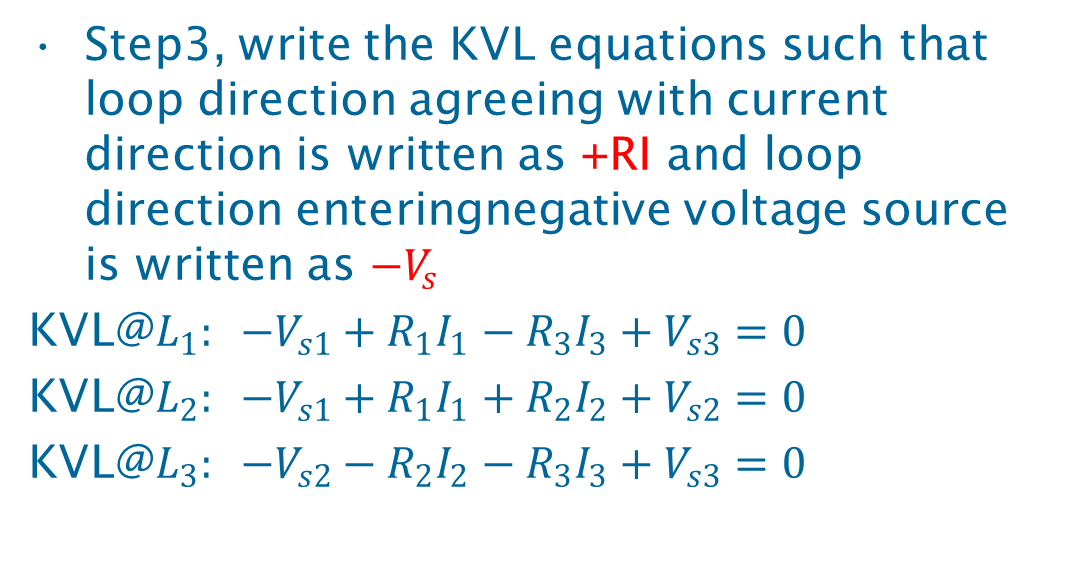 • Step3, write the KVL equations such that
loop direction agreeing with current
direction is written as +RI and loop
direction enteringnegative voltage source
is written as −Vₛ
KVL@L₁: −Vₛ₁ + R₁I₁ − R₃I₃ + Vₛ₃ = 0
KVL@L₂: −Vₛ₁ + R₁I₁ + R₂I₂ + Vₛ₂ = 0
KVL@L₃: −Vₛ₂ − R₂I₂ − R₃I₃ + Vₛ₃ = 0